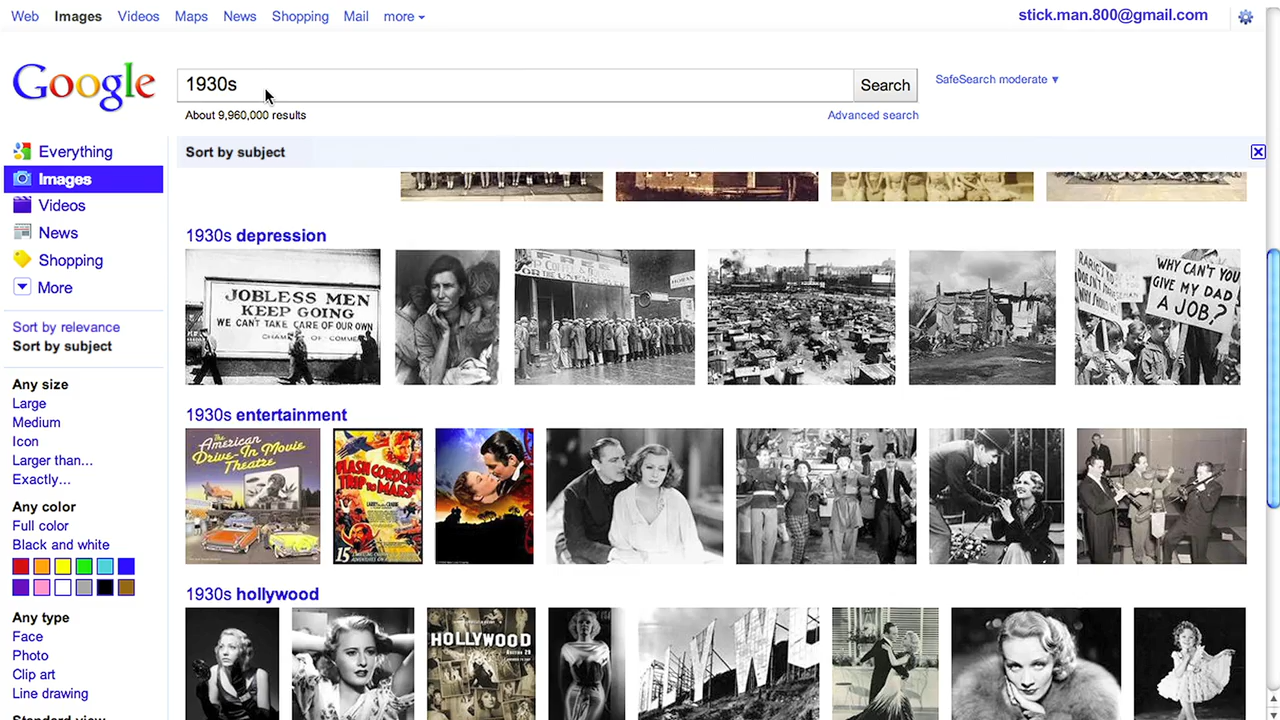 Web Images Videos Maps News Shopping Mail more
stick.man.800@gmail.com
Google
1930s
Search
SafeSearch moderate ▼
About 9,960,000 results
Advanced search
Everything
Images
Videos
News
Shopping
More
Sort by relevance
Sort by subject
Any size
Large
Medium
Icon
Larger than...
Exactly...
Any color
Full color
Black and white
Any type
Face
Photo
Clip art
Line drawing
Standard view
Sort by subject
1930s depression
JOBLESS MEN
KEEP GOING
WE CAN'T TAKE CARE OF OUR OWN
WHY CAN'T YOU
GIVE MY DAD
A JOB?
1930s entertainment
The
American
Drive-In Movie
Theatre
FLASH GORDON'S
TRIP TO MARS
15
1930s hollywood
HOLLYWOOD